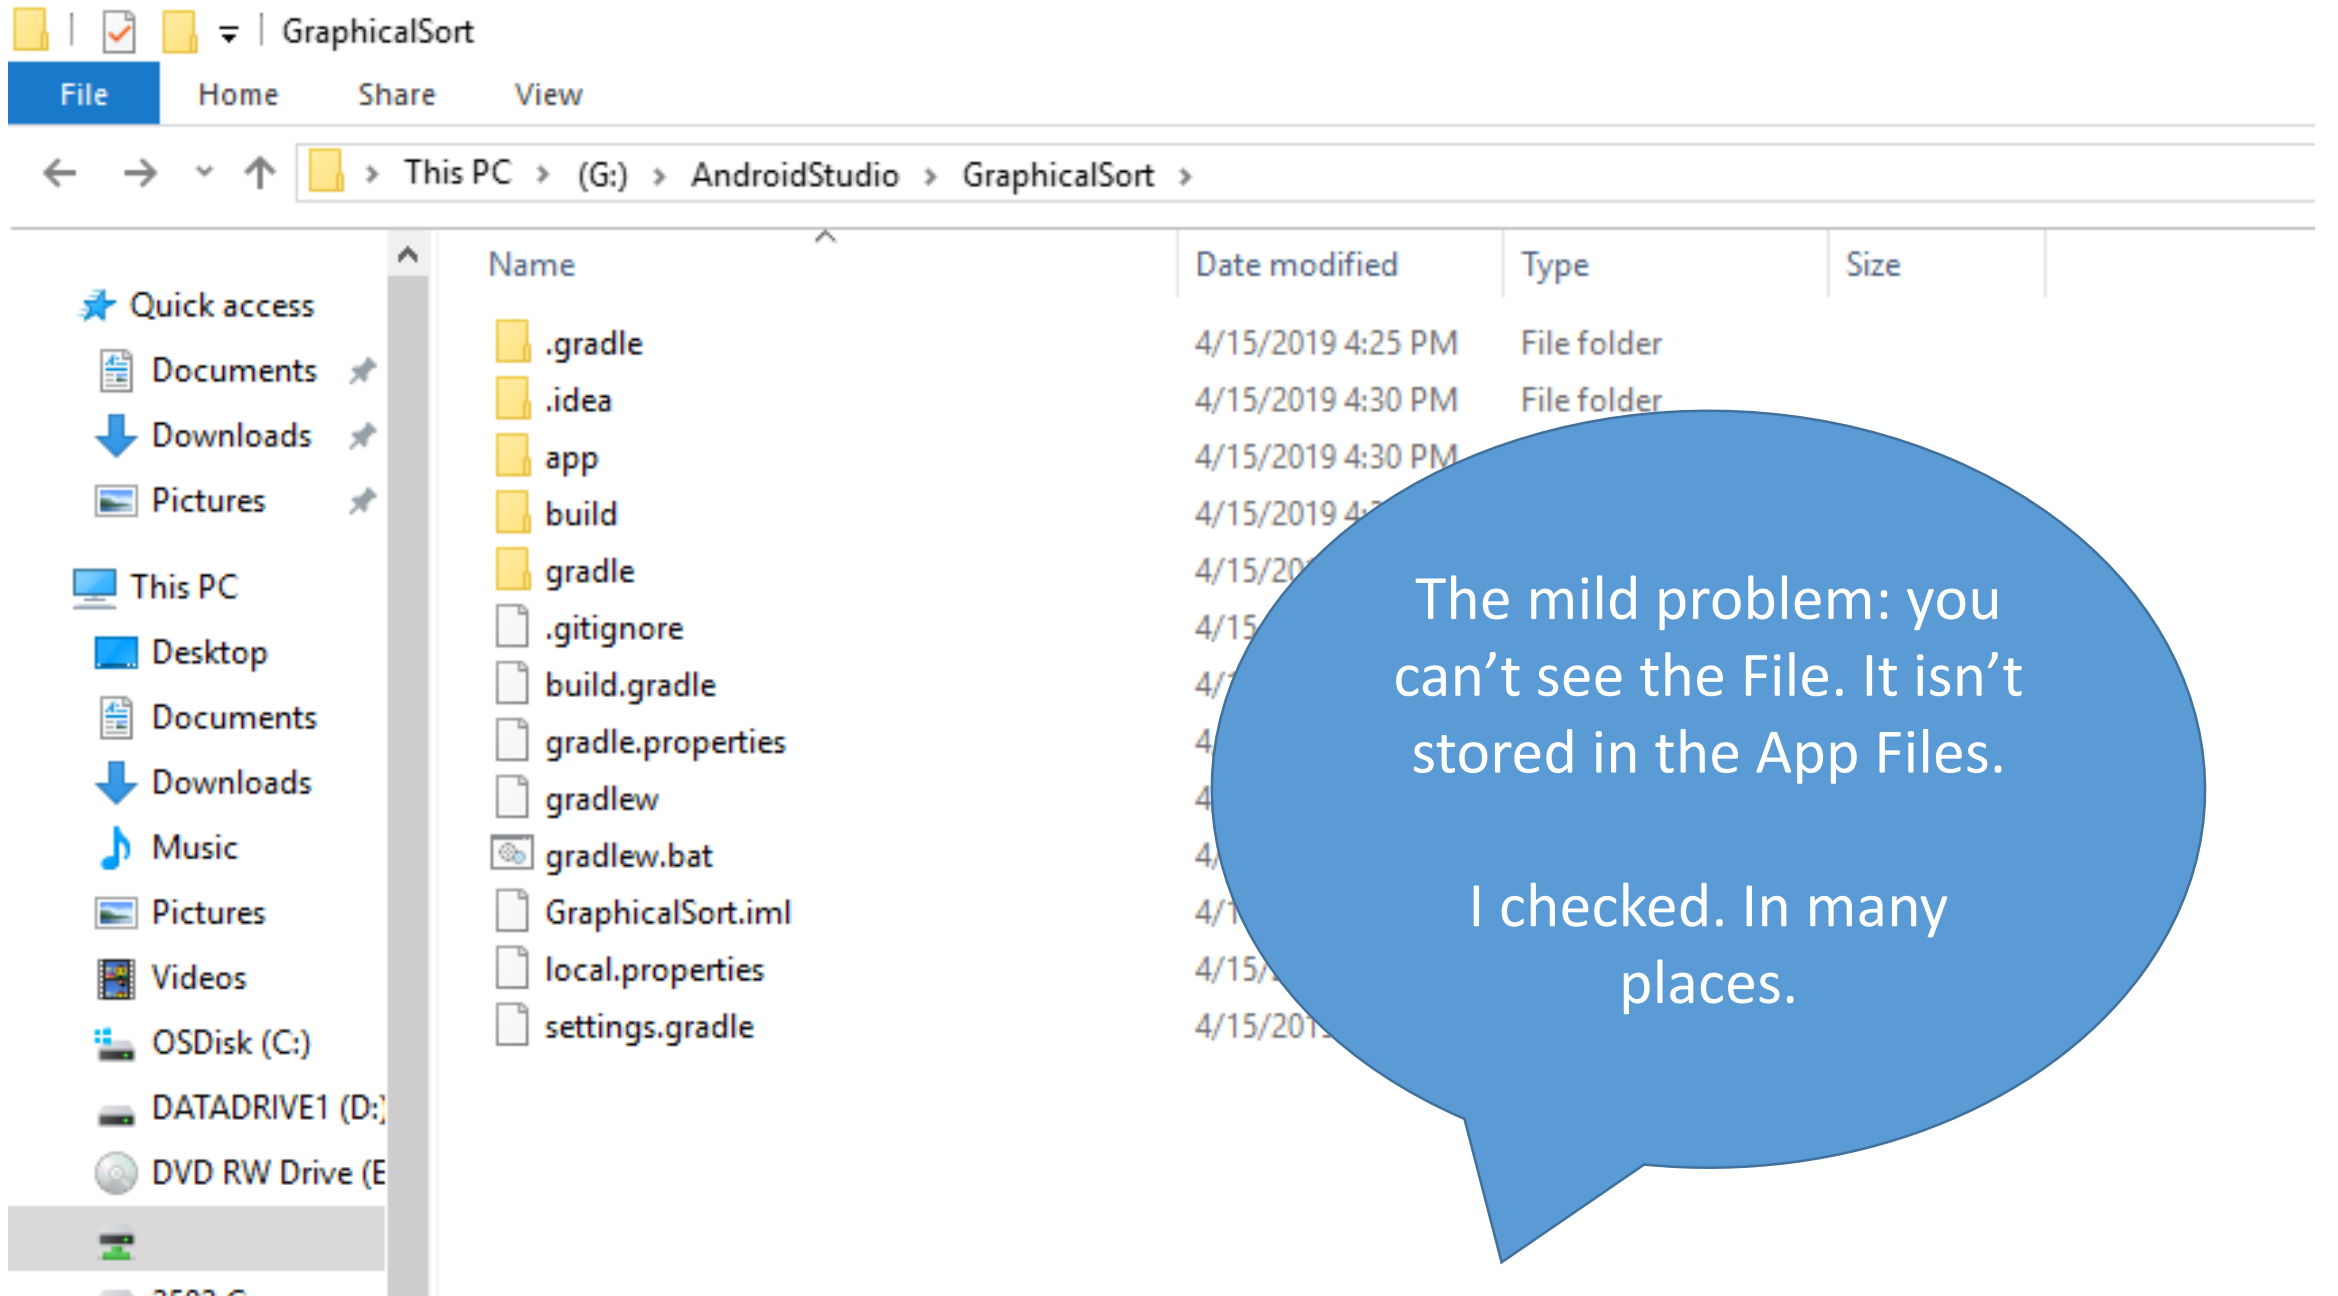 GraphicalSort
File Home Share View
This PC > (G:) > AndroidStudio > GraphicalSort >
Name Date modified Type Size
Quick access
Documents
Downloads
Pictures
This PC
Desktop
Documents
Downloads
Music
Pictures
Videos
OSDisk (C:)
DATADRIVE1 (D:)
DVD RW Drive (E
.gradle 4/15/2019 4:25 PM File folder
.idea 4/15/2019 4:30 PM File folder
app 4/15/2019 4:30 PM
build 4/15/2019
gradle
.gitignore
build.gradle
gradle.properties
gradlew
gradlew.bat
GraphicalSort.iml
local.properties
settings.gradle
The mild problem: you
can’t see the File. It isn’t
stored in the App Files.
I checked. In many
places.